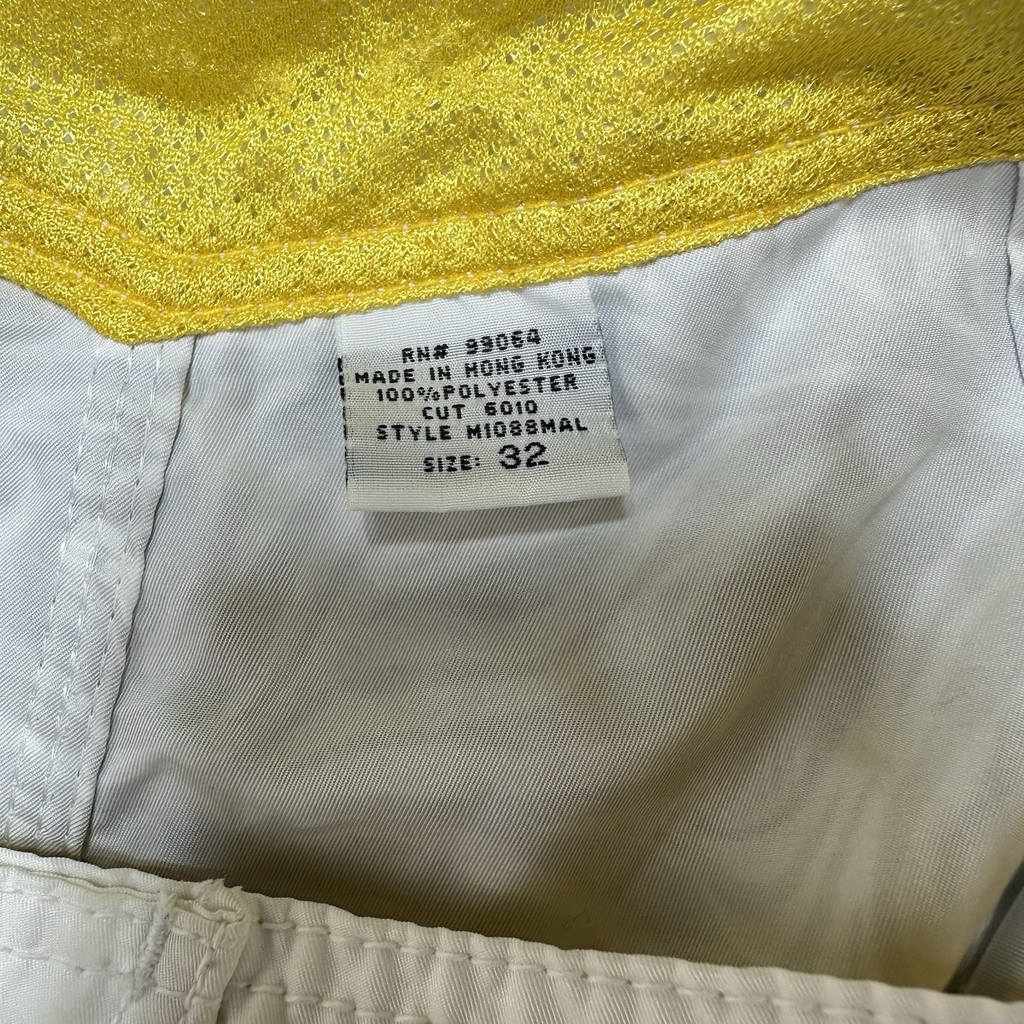 RN# 99064
MADE IN HONG KONG
100%POLYESTER
CUT 6010
STYLE M1088MAL
SIZE: 32